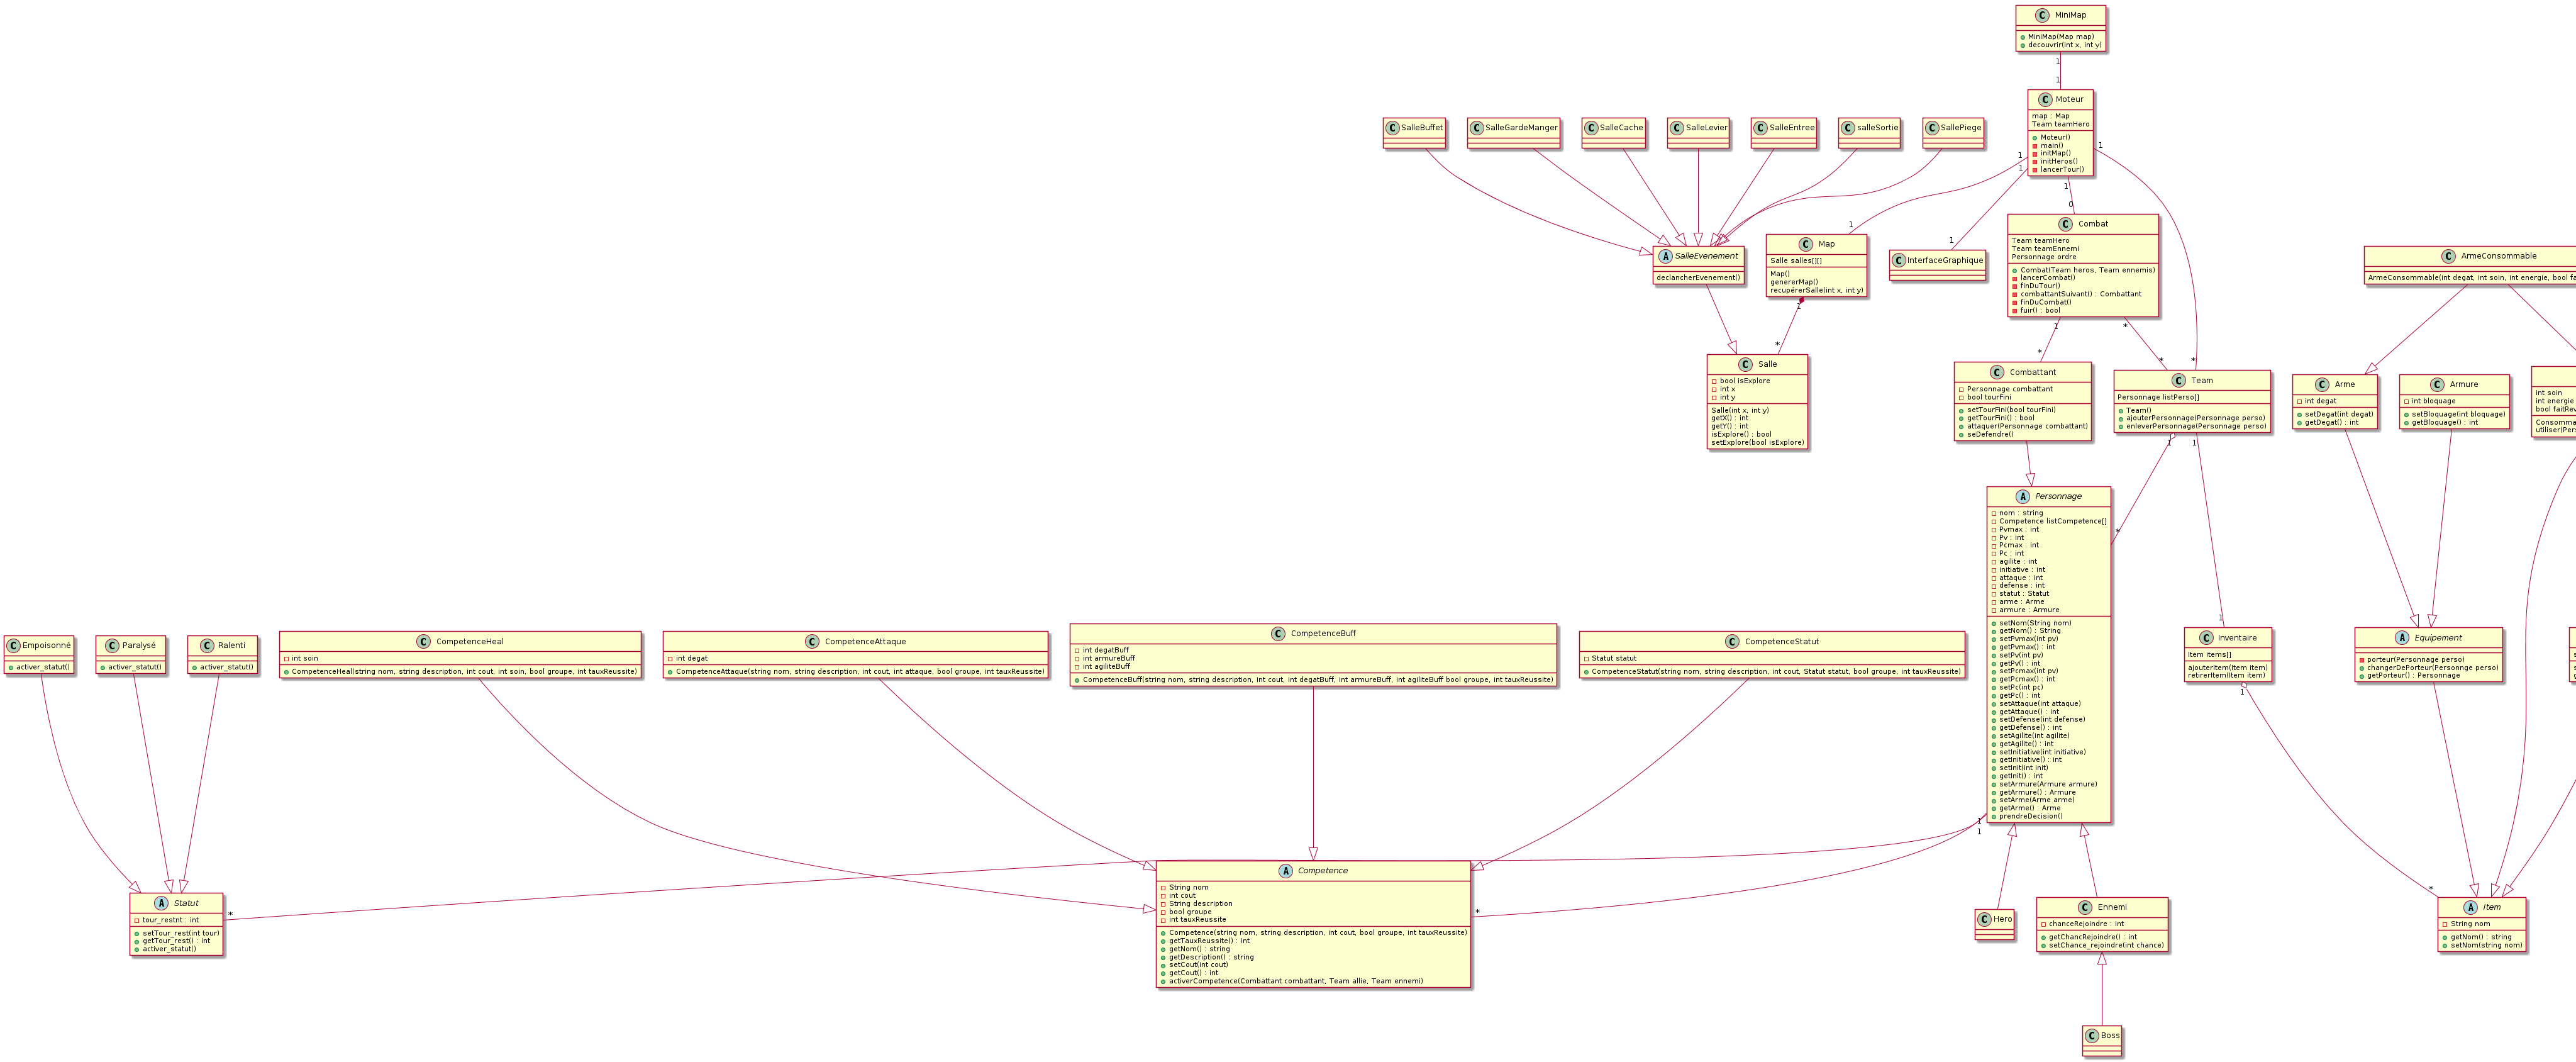 MiniMap
MiniMap(Map map)
decouvrir(int x, int y)
1
1
Moteur
map : Map
Team teamHero
Moteur()
main()
initMap()
initHeros()
lancerTour()
1
1
1
1
SalleBuffet
SalleGardeManger
SalleCache
SalleLevier
SalleEntree
salleSortie
SallePiege
1
1
0
*
SalleEvenement
declancherEvenement()
Map
Salle salles[][]
Map()
genererMap()
recupérerSalle(int x, int y)
1
*
InterfaceGraphique
Combat
Team teamHero
Team teamEnnemi
Personnage ordre
Combat(Team heros, Team ennemis)
lancerCombat()
finDuTour()
combattantSuivant() : Combattant
finDuCombat()
fuir() : bool
1
*
*
*
ArmeConsommable
ArmeConsommable(int degat, int soin, int energie, bool fa
Salle
bool isExplore
int x
int y
Salle(int x, int y)
getX() : int
getY() : int
isExplore() : bool
setExplore(bool isExplore)
Combattant
Personnage combattant
bool tourFini
setTourFini(bool tourFini)
getTourFini() : bool
attaquer(Personnage combattant)
seDefendre()
Team
Personnage listPerso[]
Team()
ajouterPersonnage(Personnage perso)
enleverPersonnage(Personnage perso)
1
1
*
1
Arme
int degat
setDegat(int degat)
getDegat() : int
Armure
int bloquage
setBloquage(int bloquage)
getBloquage() : int
int soin
int energie
bool faitRev
Consomma
utiliser(Pers
Personnage
nom : string
Competence listCompetence[]
Pvmax : int
Pv : int
Pcmax : int
Pc : int
agilite : int
initiative : int
attaque : int
defense : int
statut : Statut
arme : Arme
armure : Armure
setNom(String nom)
getNom() : String
setPvmax(int pv)
getPvmax() : int
setPv(int pv)
getPv() : int
setPcmax(int pv)
getPcmax() : int
setPc(int pc)
getPc() : int
setAttaque(int attaque)
getAttaque() : int
setDefense(int defense)
getDefense() : int
setAgilite(int agilite)
getAgilite() : int
setInitiative(int initiative)
getInitiative() : int
setInit(int init)
getInit() : int
setArmure(Armure armure)
getArmure() : Armure
setArme(Arme arme)
getArme() : Arme
prendreDecision()
1
1
Empoisonné
activer_statut()
Paralysé
activer_statut()
Ralenti
activer_statut()
CompetenceHeal
int soin
CompetenceHeal(string nom, string description, int cout, int soin, bool groupe, int tauxReussite)
CompetenceAttaque
int degat
CompetenceAttaque(string nom, string description, int cout, int attaque, bool groupe, int tauxReussite)
CompetenceBuff
int degatBuff
int armureBuff
int agiliteBuff
CompetenceBuff(string nom, string description, int cout, int degatBuff, int armureBuff, int agiliteBuff bool groupe, int tauxReussite)
CompetenceStatut
Statut statut
CompetenceStatut(string nom, string description, int cout, Statut statut, bool groupe, int tauxReussite)
Inventaire
Item items[]
ajouterItem(Item item)
retirerItem(Item item)
1
*
Equipement
porteur(Personnage perso)
changerDePorteur(Personnge perso)
getPorteur() : Personnage
Statut
tour_restnt : int
setTour_rest(int tour)
getTour_rest() : int
activer_statut()
*
Competence
String nom
int cout
String description
bool groupe
int tauxReussite
Competence(string nom, string description, int cout, bool groupe, int tauxReussite)
getTauxReussite() : int
getNom() : string
getDescription() : string
setCout(int cout)
getCout() : int
activerCompetence(Combattant combattant, Team allie, Team ennemi)
*
Hero
Ennemi
chanceRejoindre : int
getChancRejoindre() : int
setChance_rejoindre(int chance)
Item
String nom
getNom() : string
setNom(string nom)
Boss